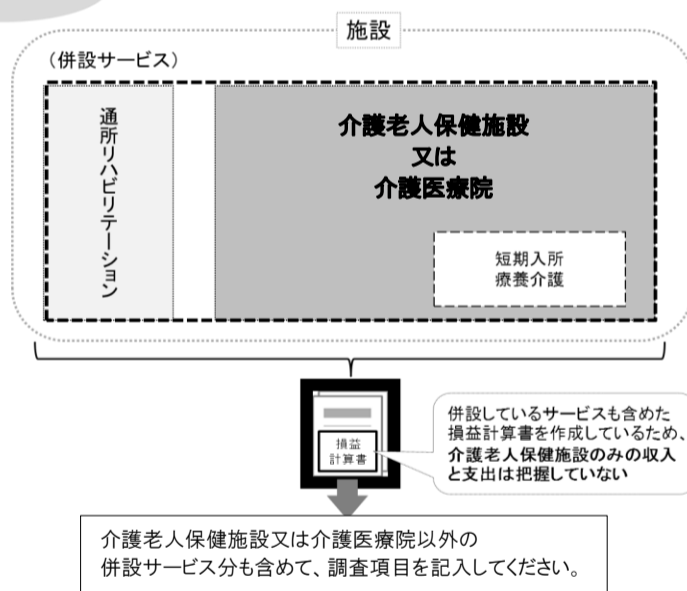 施設
（併設サービス）
通所リハビリテーション
介護老人保健施設
又は
介護医療院
短期入所
療養介護
損益
計算書
併設しているサービスも含めた
損益計算書を作成しているため、
介護老人保健施設のみの収入
と支出は把握していない
介護老人保健施設又は介護医療院以外の
併設サービス分も含めて、調査項目を記入してください。